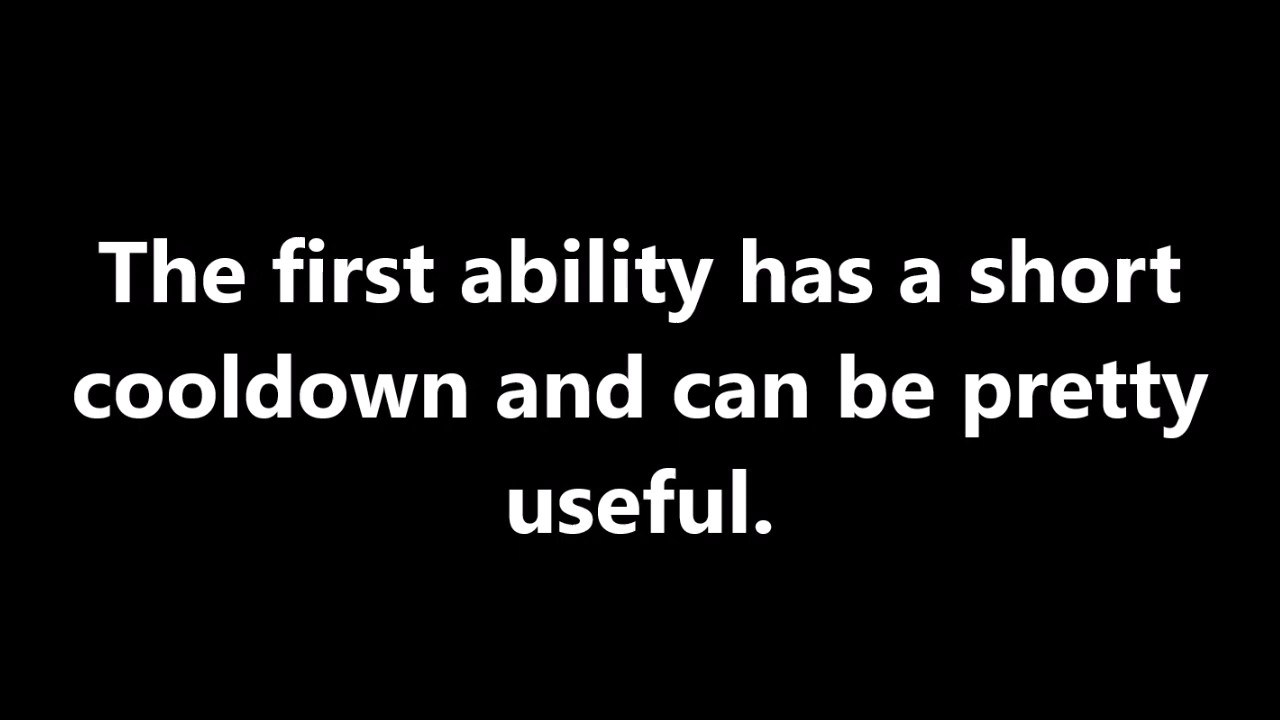 The first ability has a short
cooldown and can be pretty
useful.